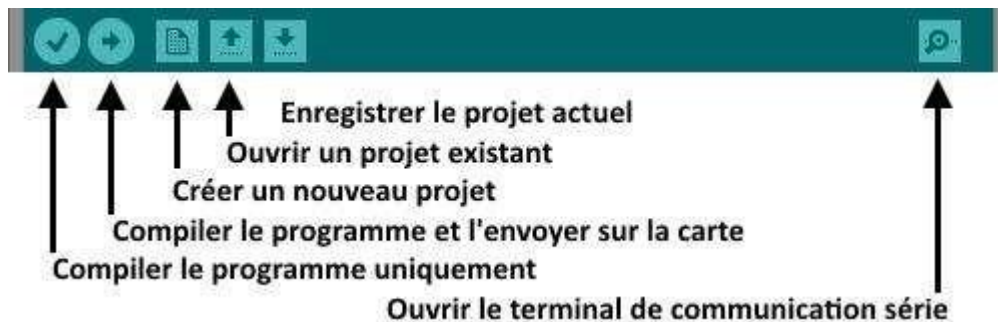 Enregistrer le projet actuel
Ouvrir un projet existant
Créer un nouveau projet
Compiler le programme et l'envoyer sur la carte
Compiler le programme uniquement
Ouvrir le terminal de communication série